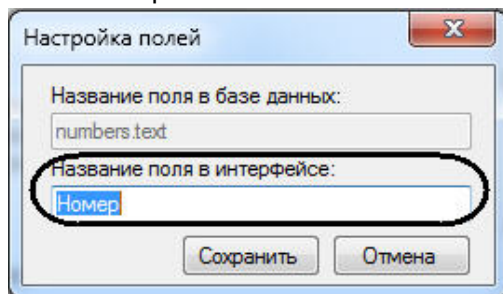 Настройка полей
Название поля в базе данных:
numbers.text
Название поля в интерфейсе:
Номер
Сохранить Отмена